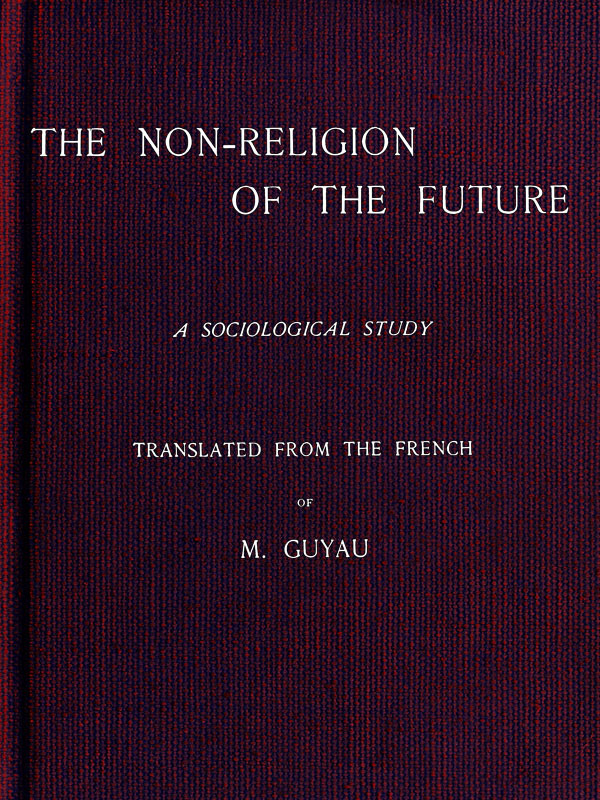 THE NON-RELIGION
OF THE FUTURE
A SOCIOLOGICAL STUDY
TRANSLATED FROM THE FRENCH
OF
M. GUYAU